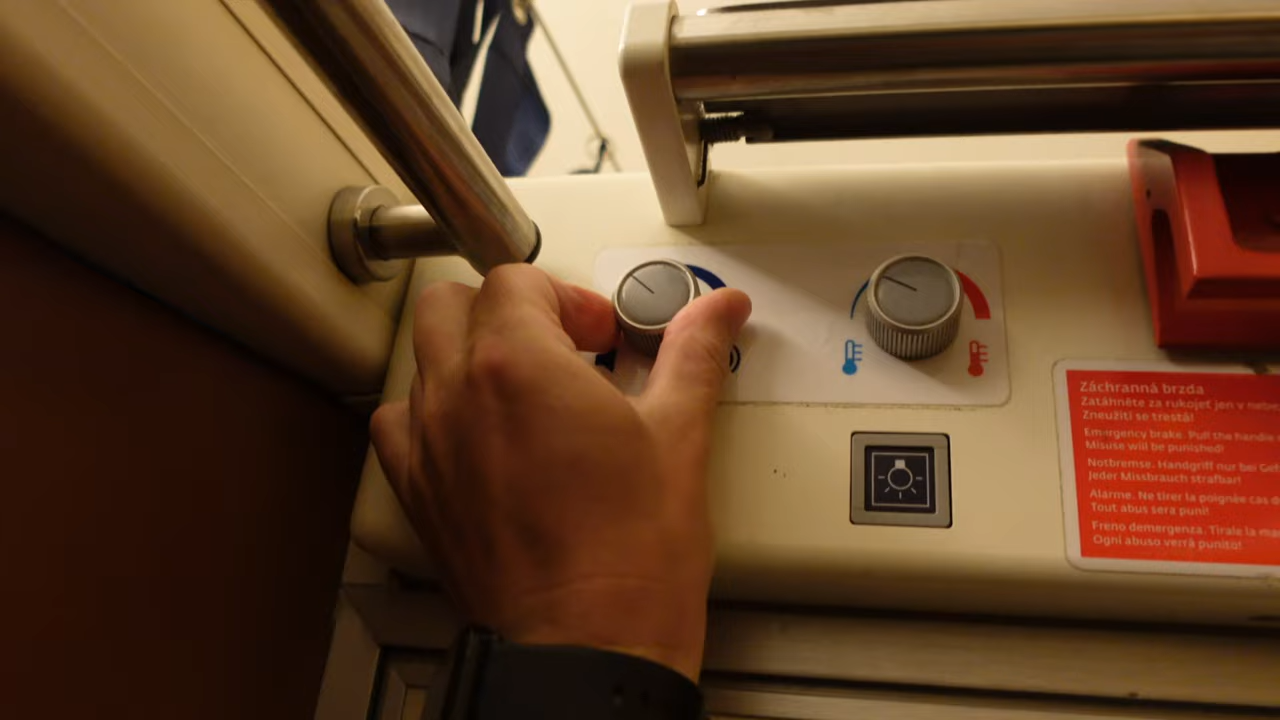 Záchranná brzda
Zatáhněte za rukojeť jen v
Zneužití se trestá!
Emergency brake. Pull the handle
Misuse will be punished!
Notbremse. Handgriff nur bei
Jeder Missbrauch strafbar!
Alarme. Ne tirer la poignée cas
Tout abus sera puni!
Freno demergenza. Tirale la
Ogni abuso verrà punito!